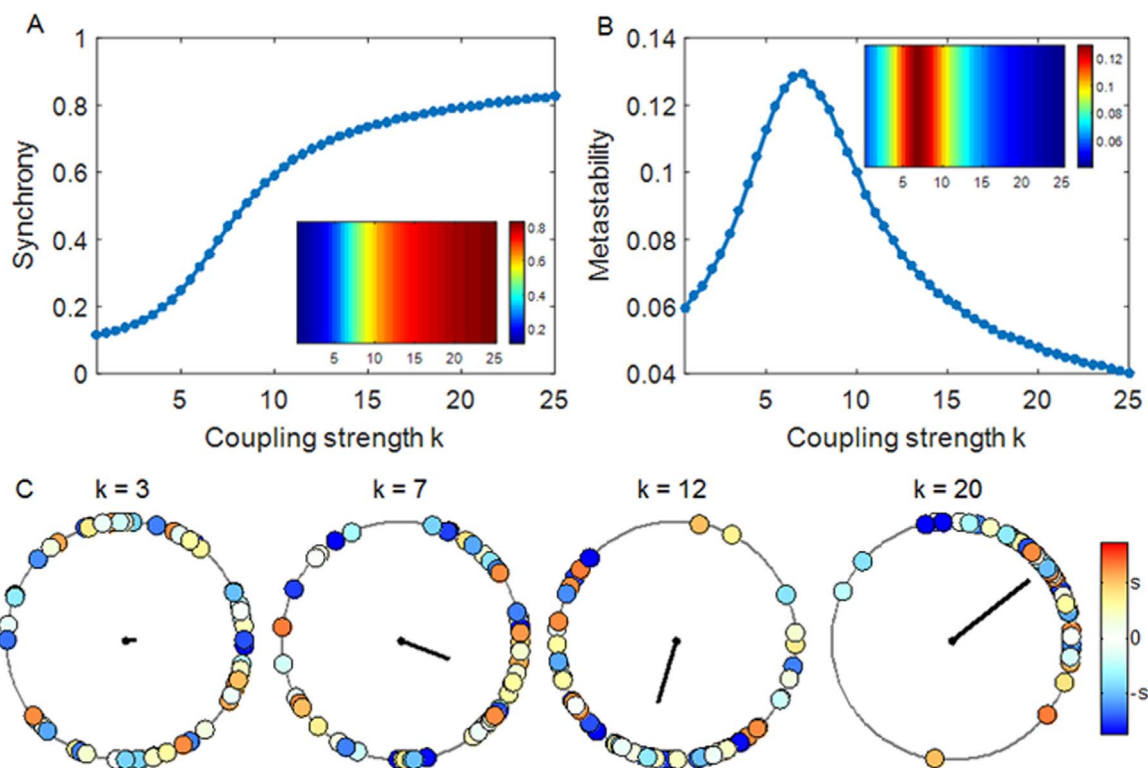 A
B
1
0.8
0.6
0.4
0.2
0
Synchrony
5 10 15 20 25
Coupling strength k
0.8
0.6
0.4
0.2
5 10 15 20 25
0.14
0.12
0.1
0.08
0.06
0.04
Metastability
5 10 15 20 25
Coupling strength k
0.12
0.10
0.08
0.06
5 10 15 20 25
C
k = 3
k = 7
k = 12
k = 20
s
0
-s